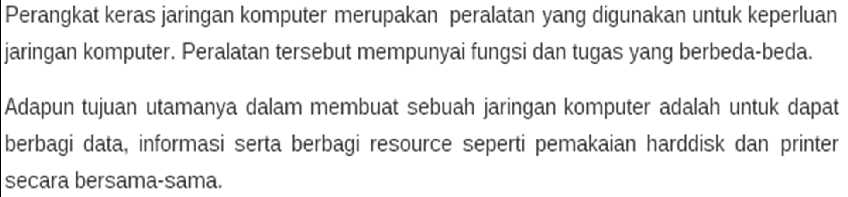 Perangkat keras jaringan komputer merupakan peralatan yang digunakan untuk keperluan
jaringan komputer. Peralatan tersebut mempunyai fungsi dan tugas yang berbeda-beda.
Adapun tujuan utamanya dalam membuat sebuah jaringan komputer adalah untuk dapat
berbagi data, informasi serta berbagi resource seperti pemakaian harddisk dan printer
secara bersama-sama.